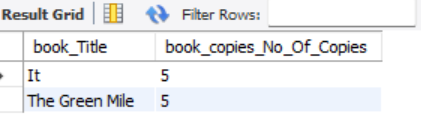 Result Grid Filter Rows:
book_Title book_copies_No_Of_Copies
It 5
The Green Mile 5